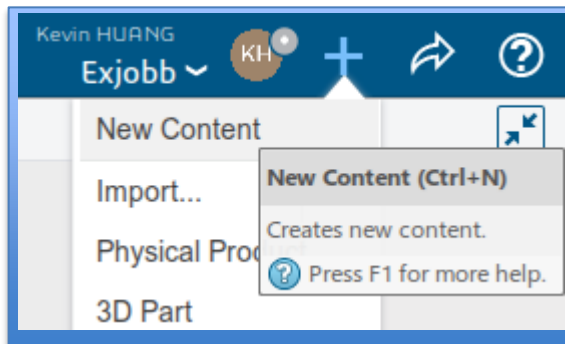 Kevin HUANG
Exjobb
KH
New Content
Import...
New Content (Ctrl+N)
Creates new content.
Physical Product
Press F1 for more help.
3D Part